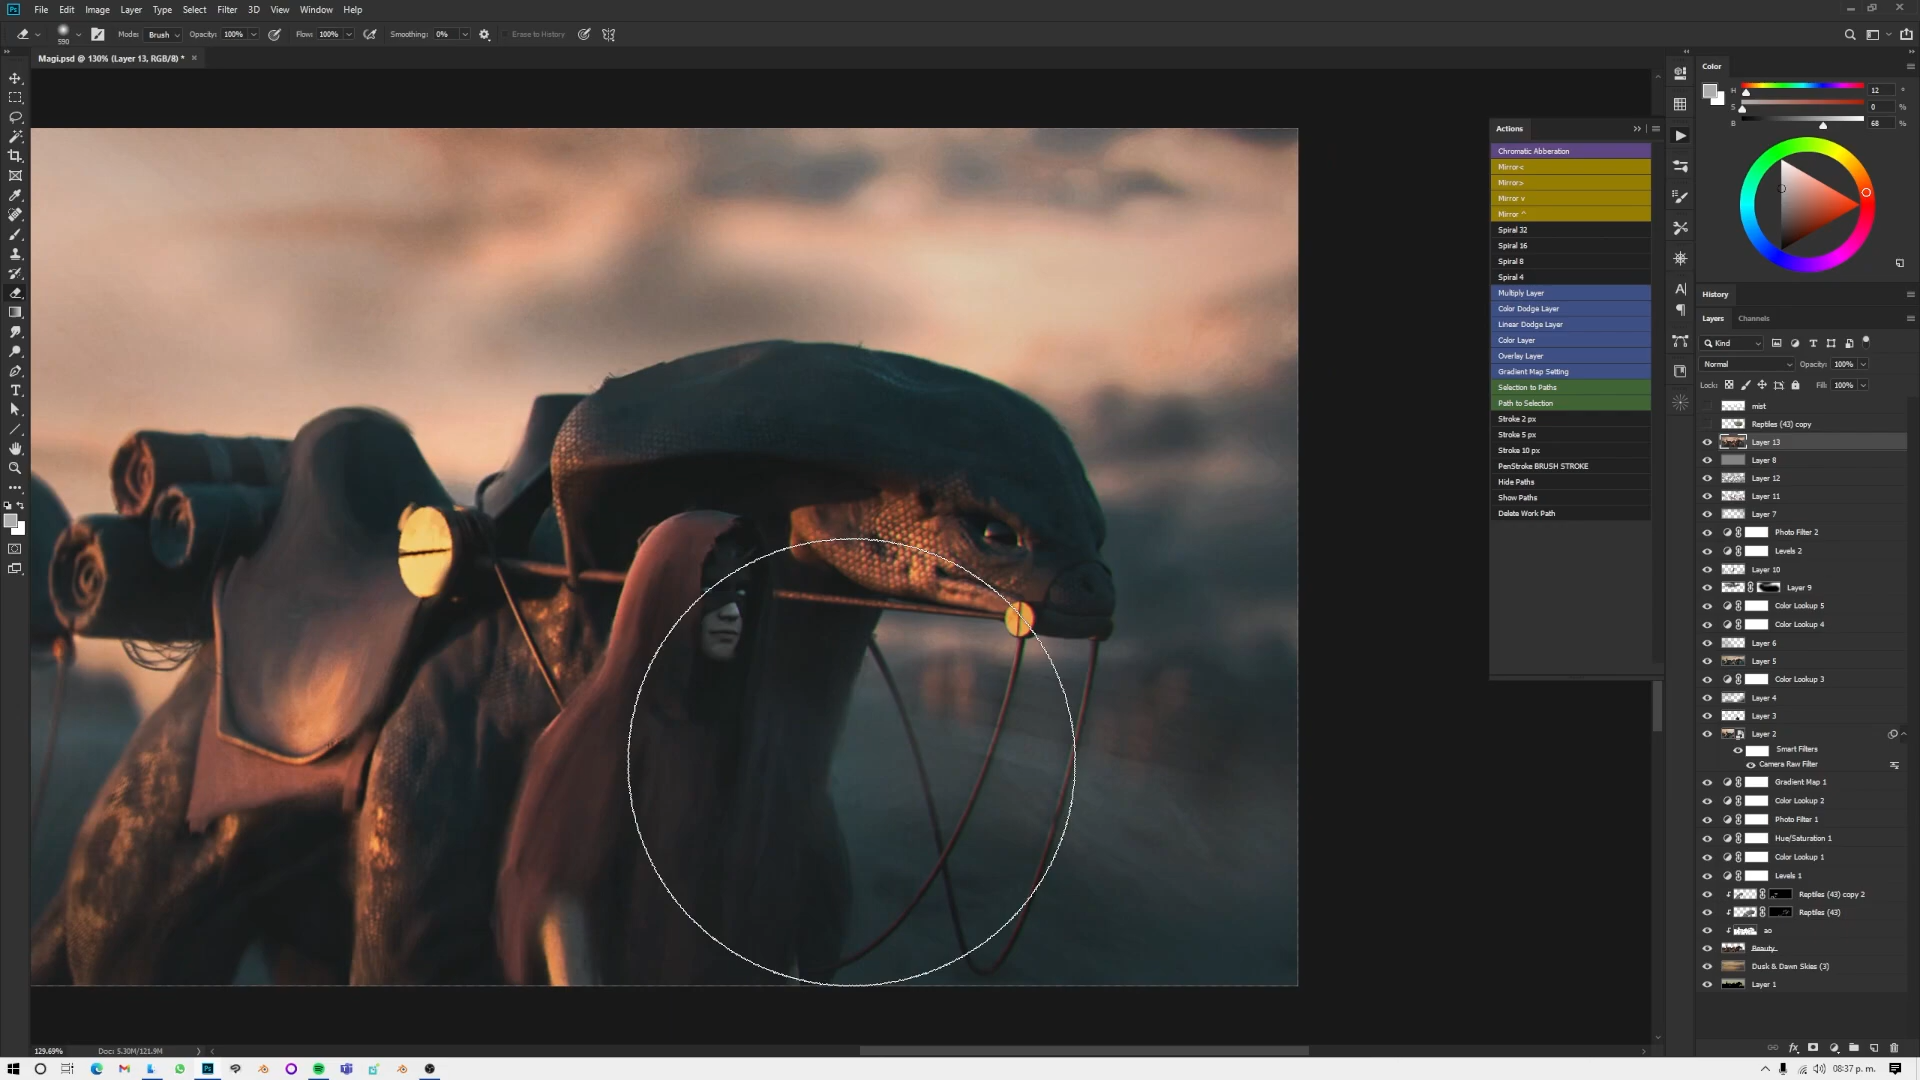 Ps File Edit Image Layer Type Select Filter 3D View Window Help
590 Mode: Brush Opacity: 100% Flow: 100% Smoothing: 0% Erase to History
Magi.psd @ 130% (Layer 13, RGB/8) * ×
Color
H 12 °
S 0 %
B 68 %
Actions
Chromatic Abberation
Mirror<
Mirror>
Mirror v
Mirror ^
Spiral 32
Spiral 16
Spiral 8
Spiral 4
Multiply Layer
Color Dodge Layer
Linear Dodge Layer
Color Layer
Overlay Layer
Gradient Map Setting
Selection to Paths
Path to Selection
Stroke 2 px
Stroke 5 px
Stroke 10 px
PenStroke BRUSH STROKE
Hide Paths
Show Paths
Delete Work Path
History
Layers Channels
Kind
Normal Opacity: 100%
Lock: Fill: 100%
mist
Reptiles (43) copy
Layer 13
Layer 8
Layer 12
Layer 11
Layer 7
Photo Filter 2
Levels 2
Layer 10
Layer 9
Color Lookup 5
Color Lookup 4
Layer 6
Layer 5
Color Lookup 3
Layer 4
Layer 3
Layer 2
Smart Filters
Camera Raw Filter
Gradient Map 1
Color Lookup 2
Photo Filter 1
Hue/Saturation 1
Color Lookup 1
Levels 1
Reptiles (43) copy 2
Reptiles (43)
ao
Beauty_
Dusk & Dawn Skies (3)
Layer 1
129.69% Doc: 5.30M/121.9M
08:37 p. m.